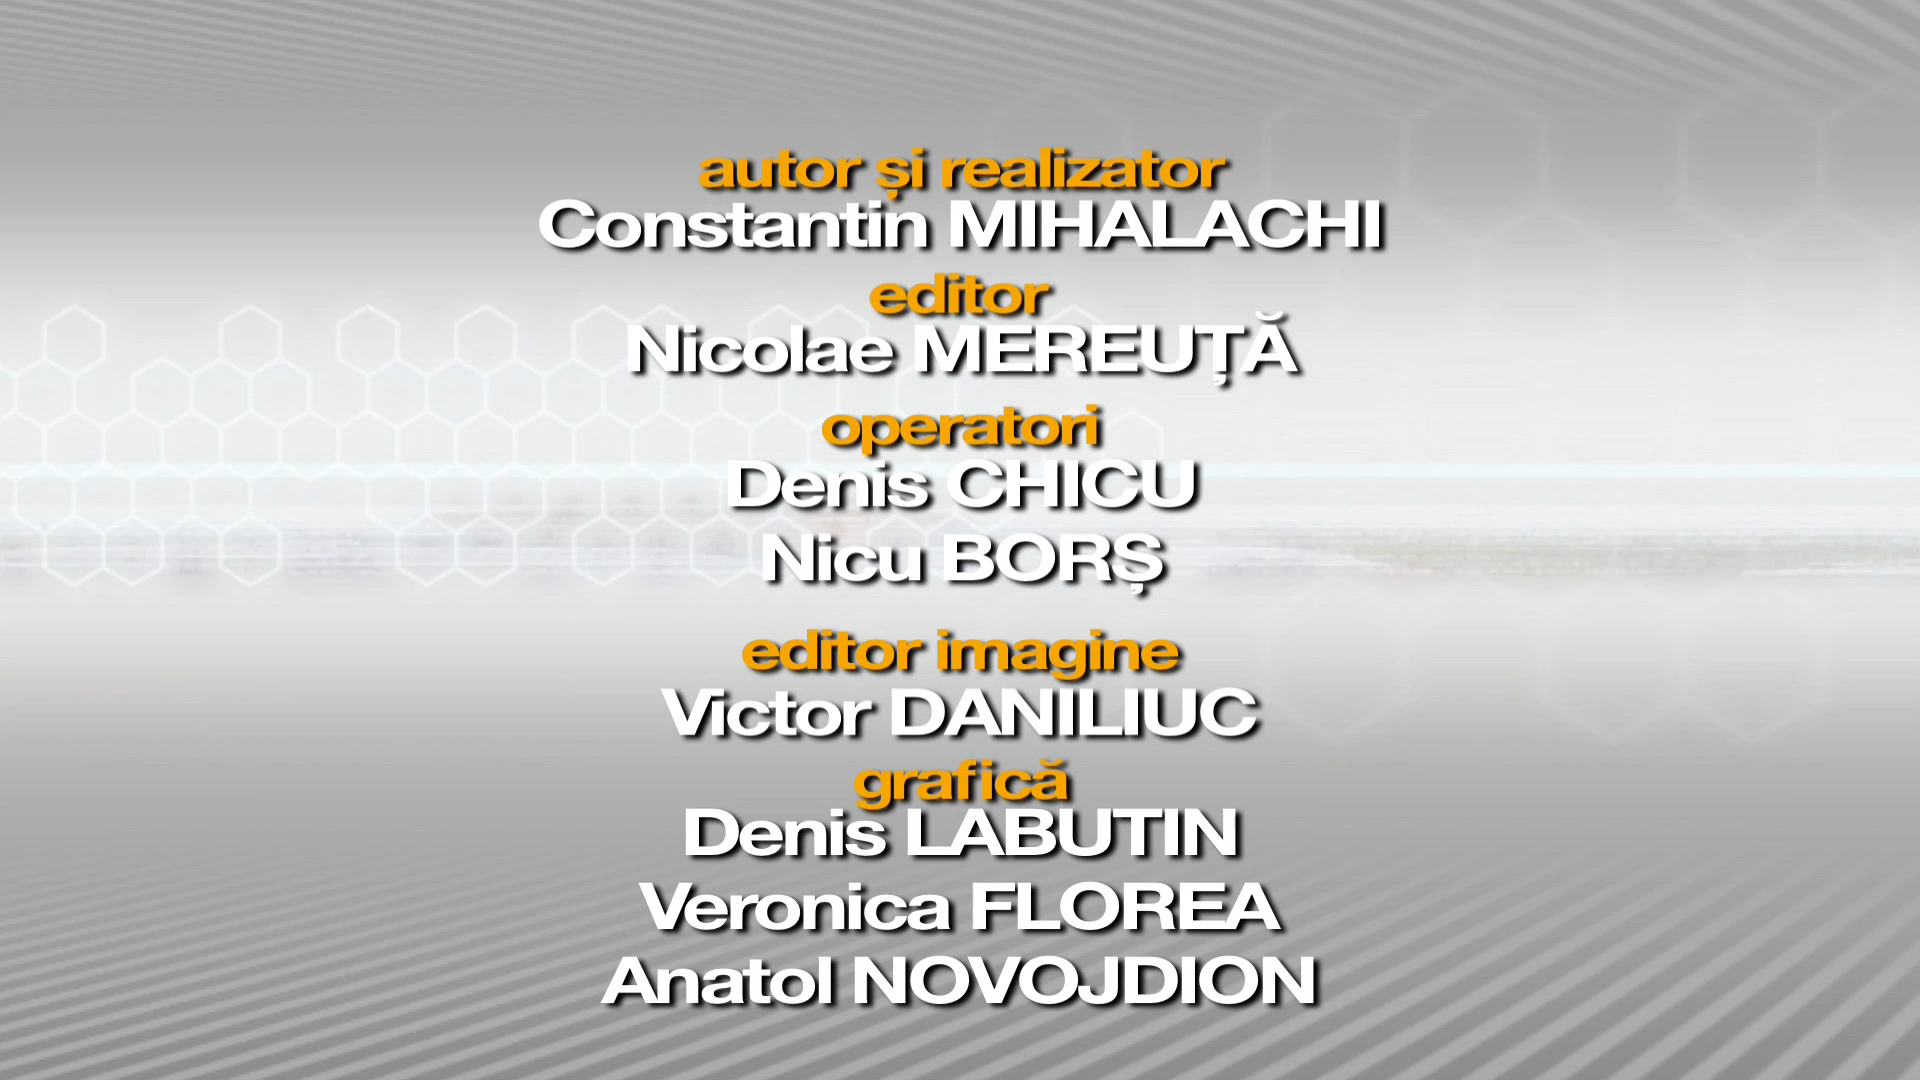 autor și realizator
Constantin MIHALACHI
editor
Nicolae MEREUȚĂ
operatori
Denis CHICU
Nicu BORȘ
editor imagine
Victor DANILIUC
grafică
Denis LABUTIN
Veronica FLOREA
Anatol NOVOJDION